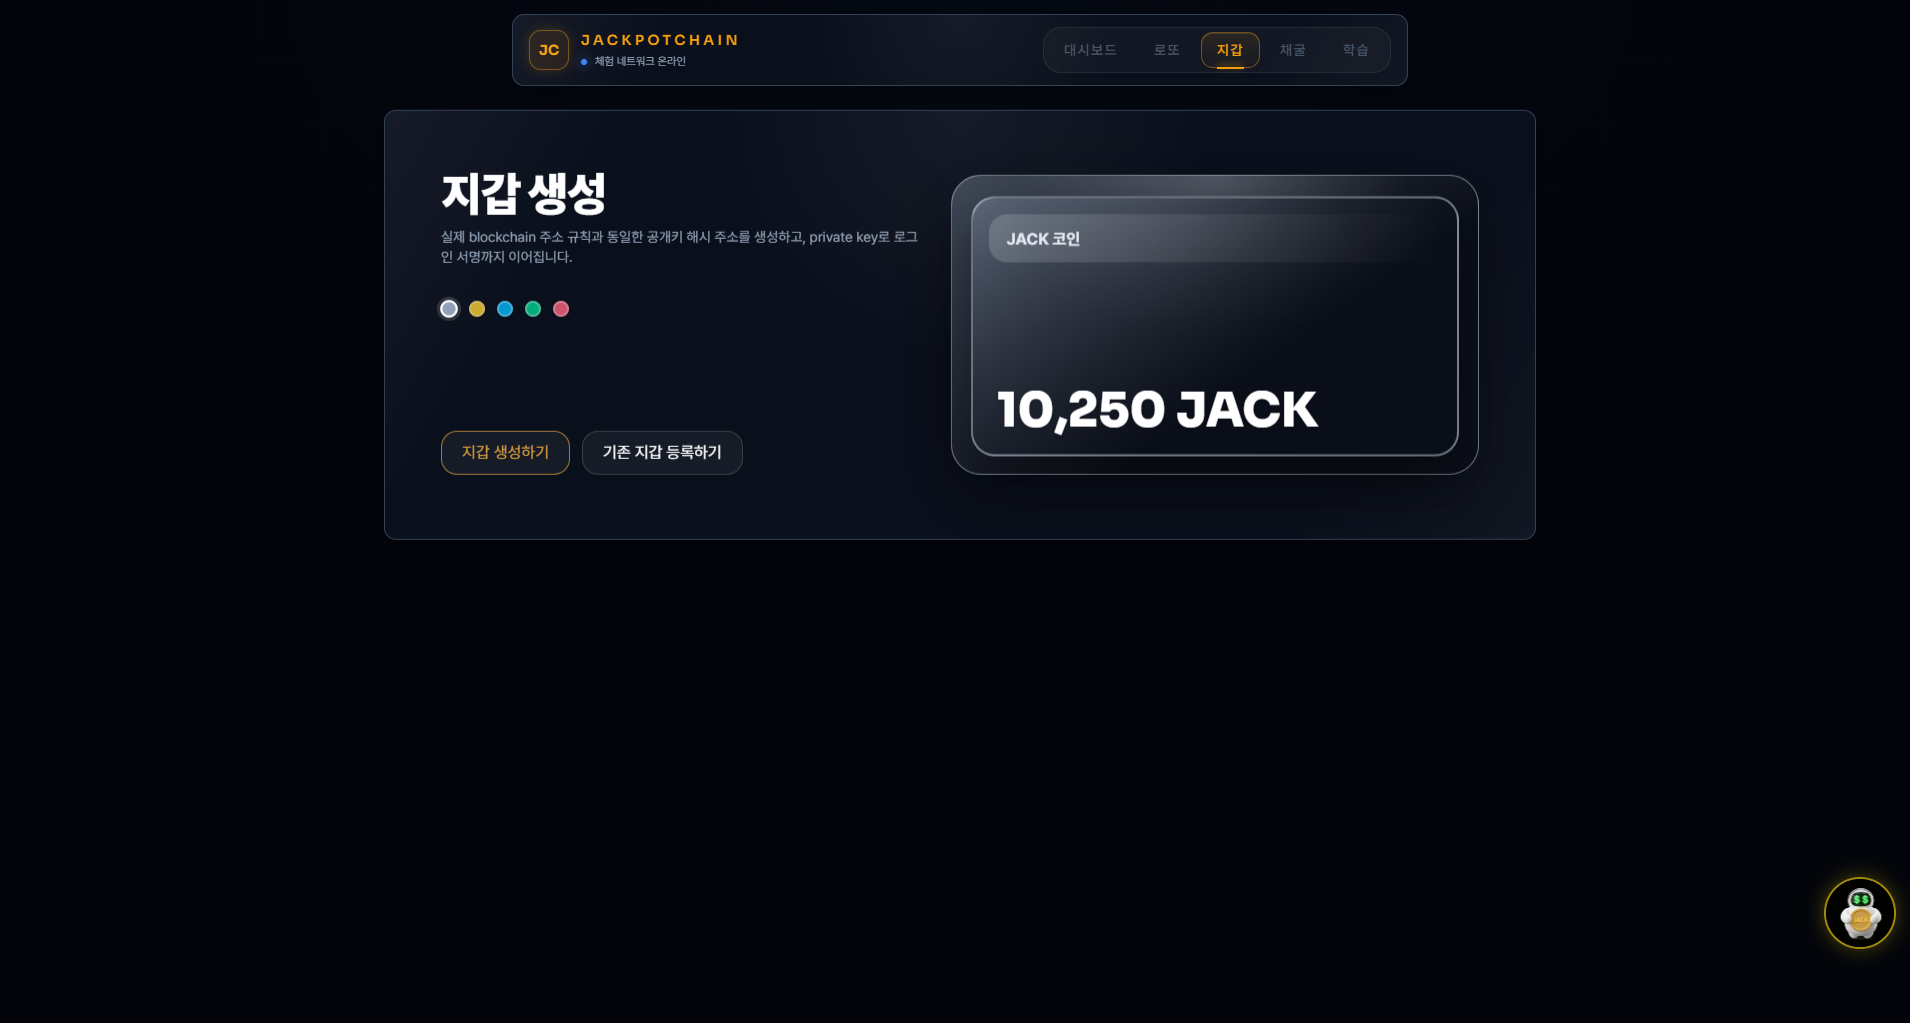 JC
JACKPOTCHAIN
체험 네트워크 온라인
대시보드
로또
지갑
채굴
학습
지갑 생성
실제 blockchain 주소 규칙과 동일한 공개키 해시 주소를 생성하고, private key로 로그
인 서명까지 이어집니다.
지갑 생성하기
기존 지갑 등록하기
JACK 코인
10,250 JACK
$$